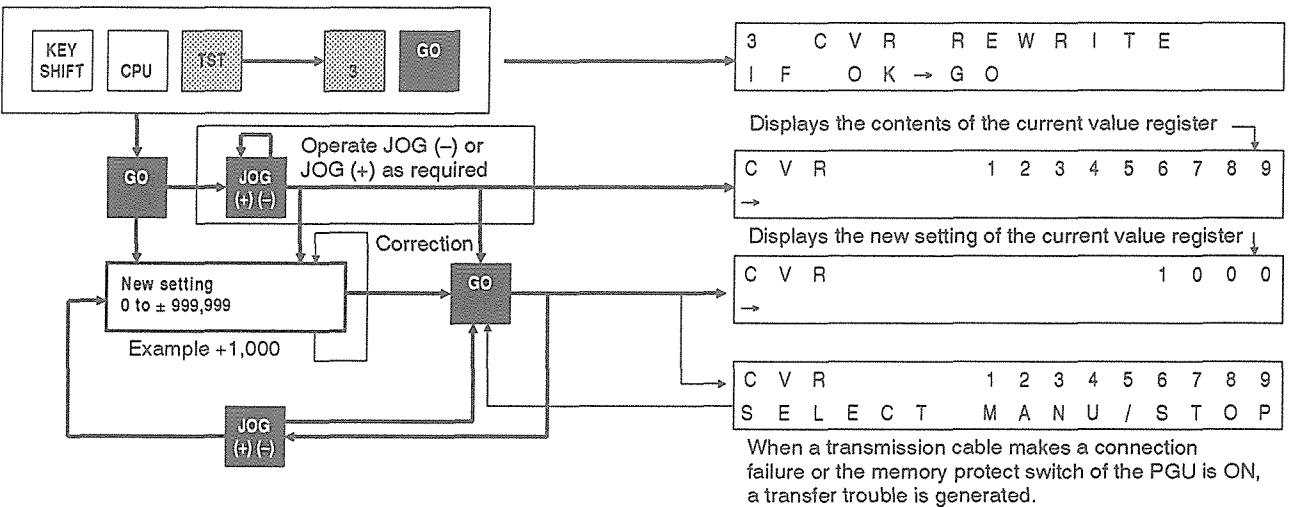 KEY
SHIFT
CPU
TST
3
GO
3 CVR REWRITE
IF OK → GO
Displays the contents of the current value register
GO
JOG
(+) (–)
Operate JOG (–) or
JOG (+) as required
CVR 123456789
→
Displays the new setting of the current value register
Correction
New setting
0 to ± 999,999
GO
CVR 1000
→
Example +1,000
JOG
(+) (–)
CVR 123456789
SELECT MANU/STOP
When a transmission cable makes a connection
failure or the memory protect switch of the PGU is ON,
a transfer trouble is generated.